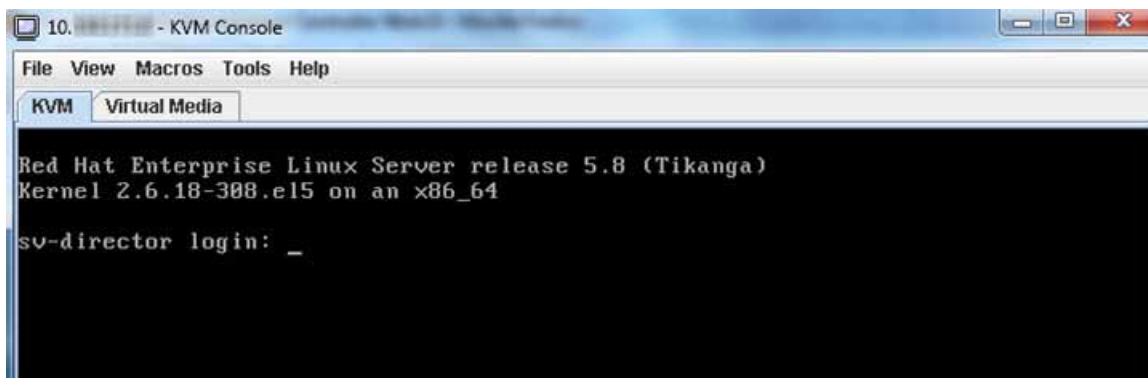 10. - KVM Console
File View Macros Tools Help
KVM Virtual Media
Red Hat Enterprise Linux Server release 5.8 (Tikanga)
Kernel 2.6.18-308.el5 on an x86_64
sv-director login: _